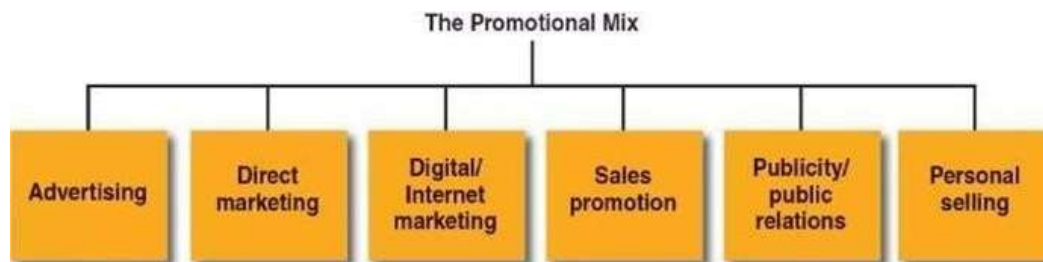 The Promotional Mix
Advertising
Direct
marketing
Digital/
Internet
marketing
Sales
promotion
Publicity/
public
relations
Personal
selling